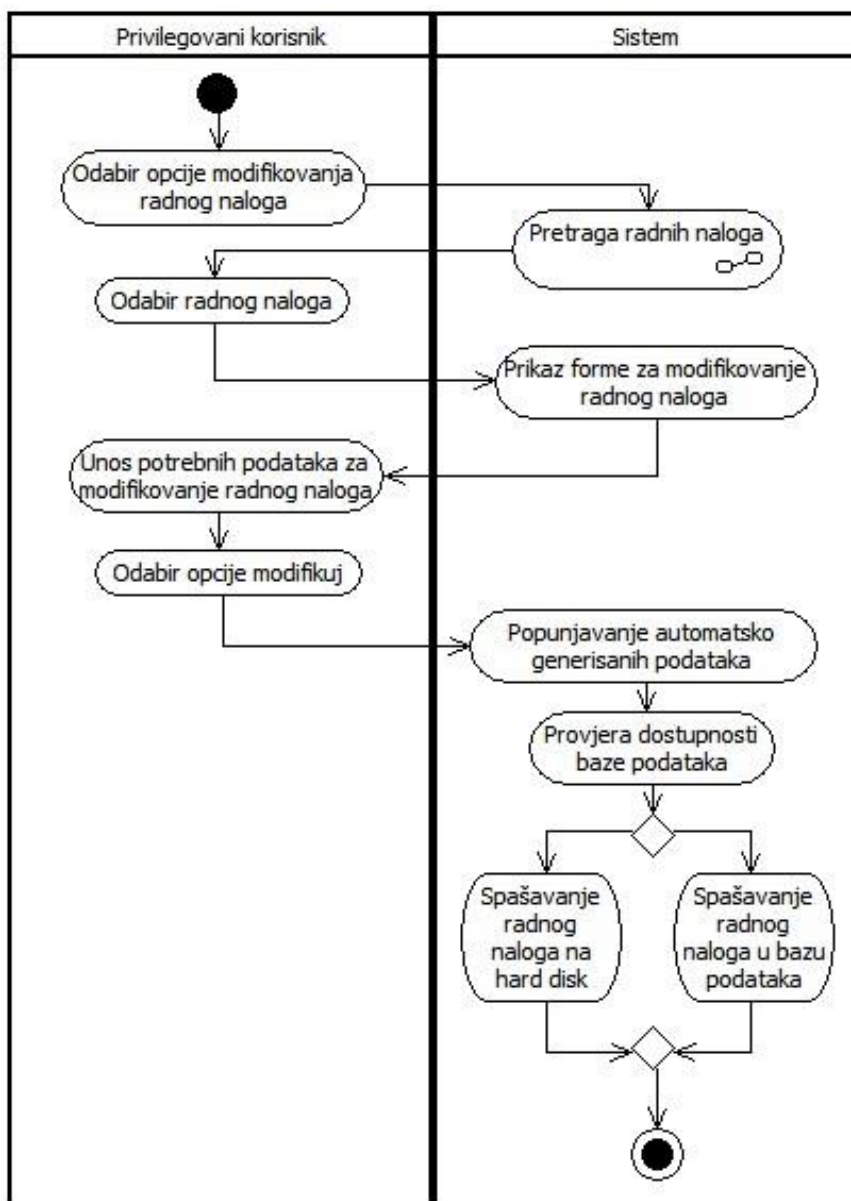 Privilegovani korisnik
Sistem
Odabir opcije modifikovanja
radnog naloga
Pretraga radnih naloga
Odabir radnog naloga
Prikaz forme za modifikovanje
radnog naloga
Unos potrebnih podataka za
modifikovanje radnog naloga
Odabir opcije modifikuj
Popunjavanje automatsko
generisanih podataka
Provjera dostupnosti
baze podataka
Spašavanje
radnog
naloga na
hard disk
Spašavanje
radnog
naloga u bazu
podataka